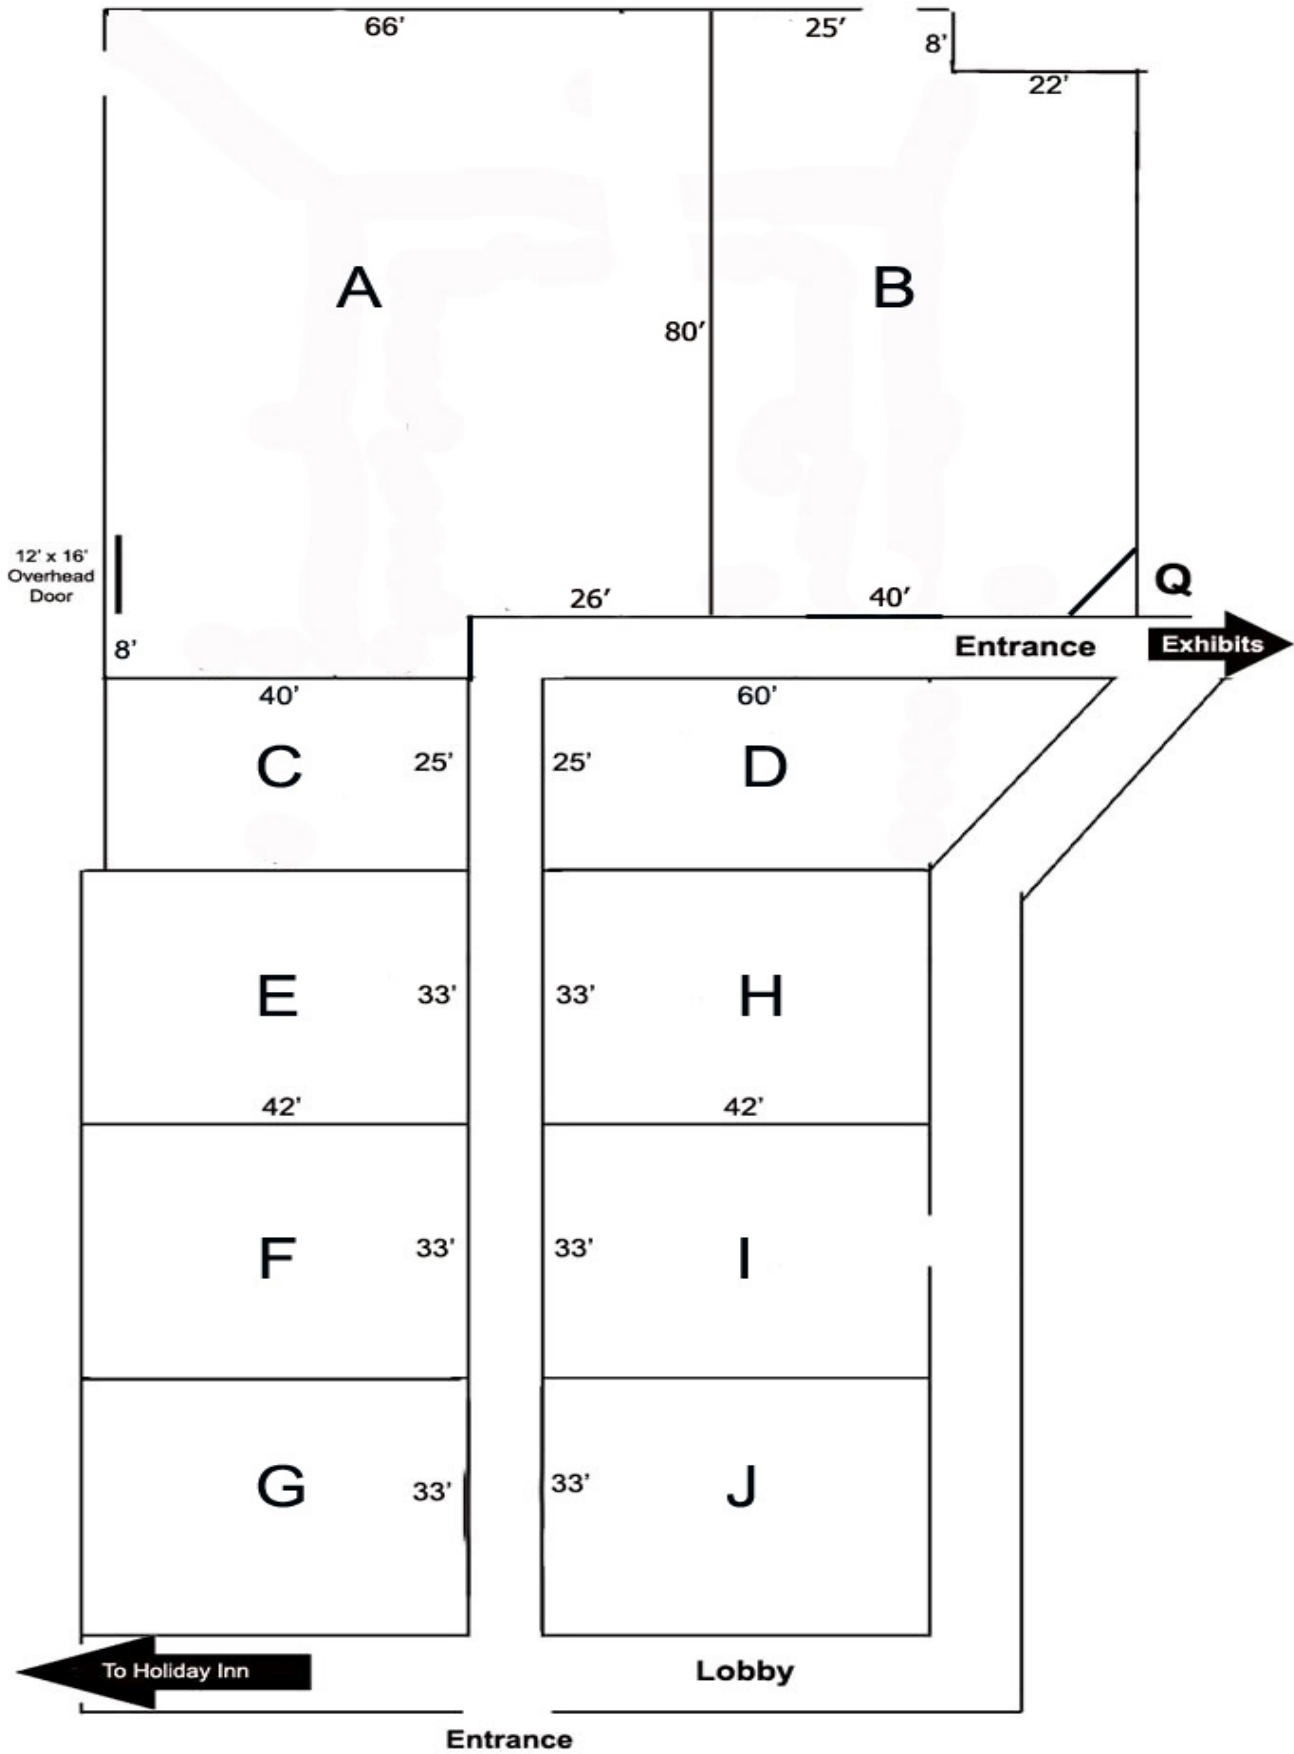 66’
25’
8’
22’
A
B
80’
12’ x 16’
Overhead
Door
26’
40’
Q
8’
Entrance
Exhibits
40’
60’
C
25’
25’
D
E
33’
33’
H
42’
42’
F
33’
33’
I
G
33’
33’
J
To Holiday Inn
Lobby
Entrance